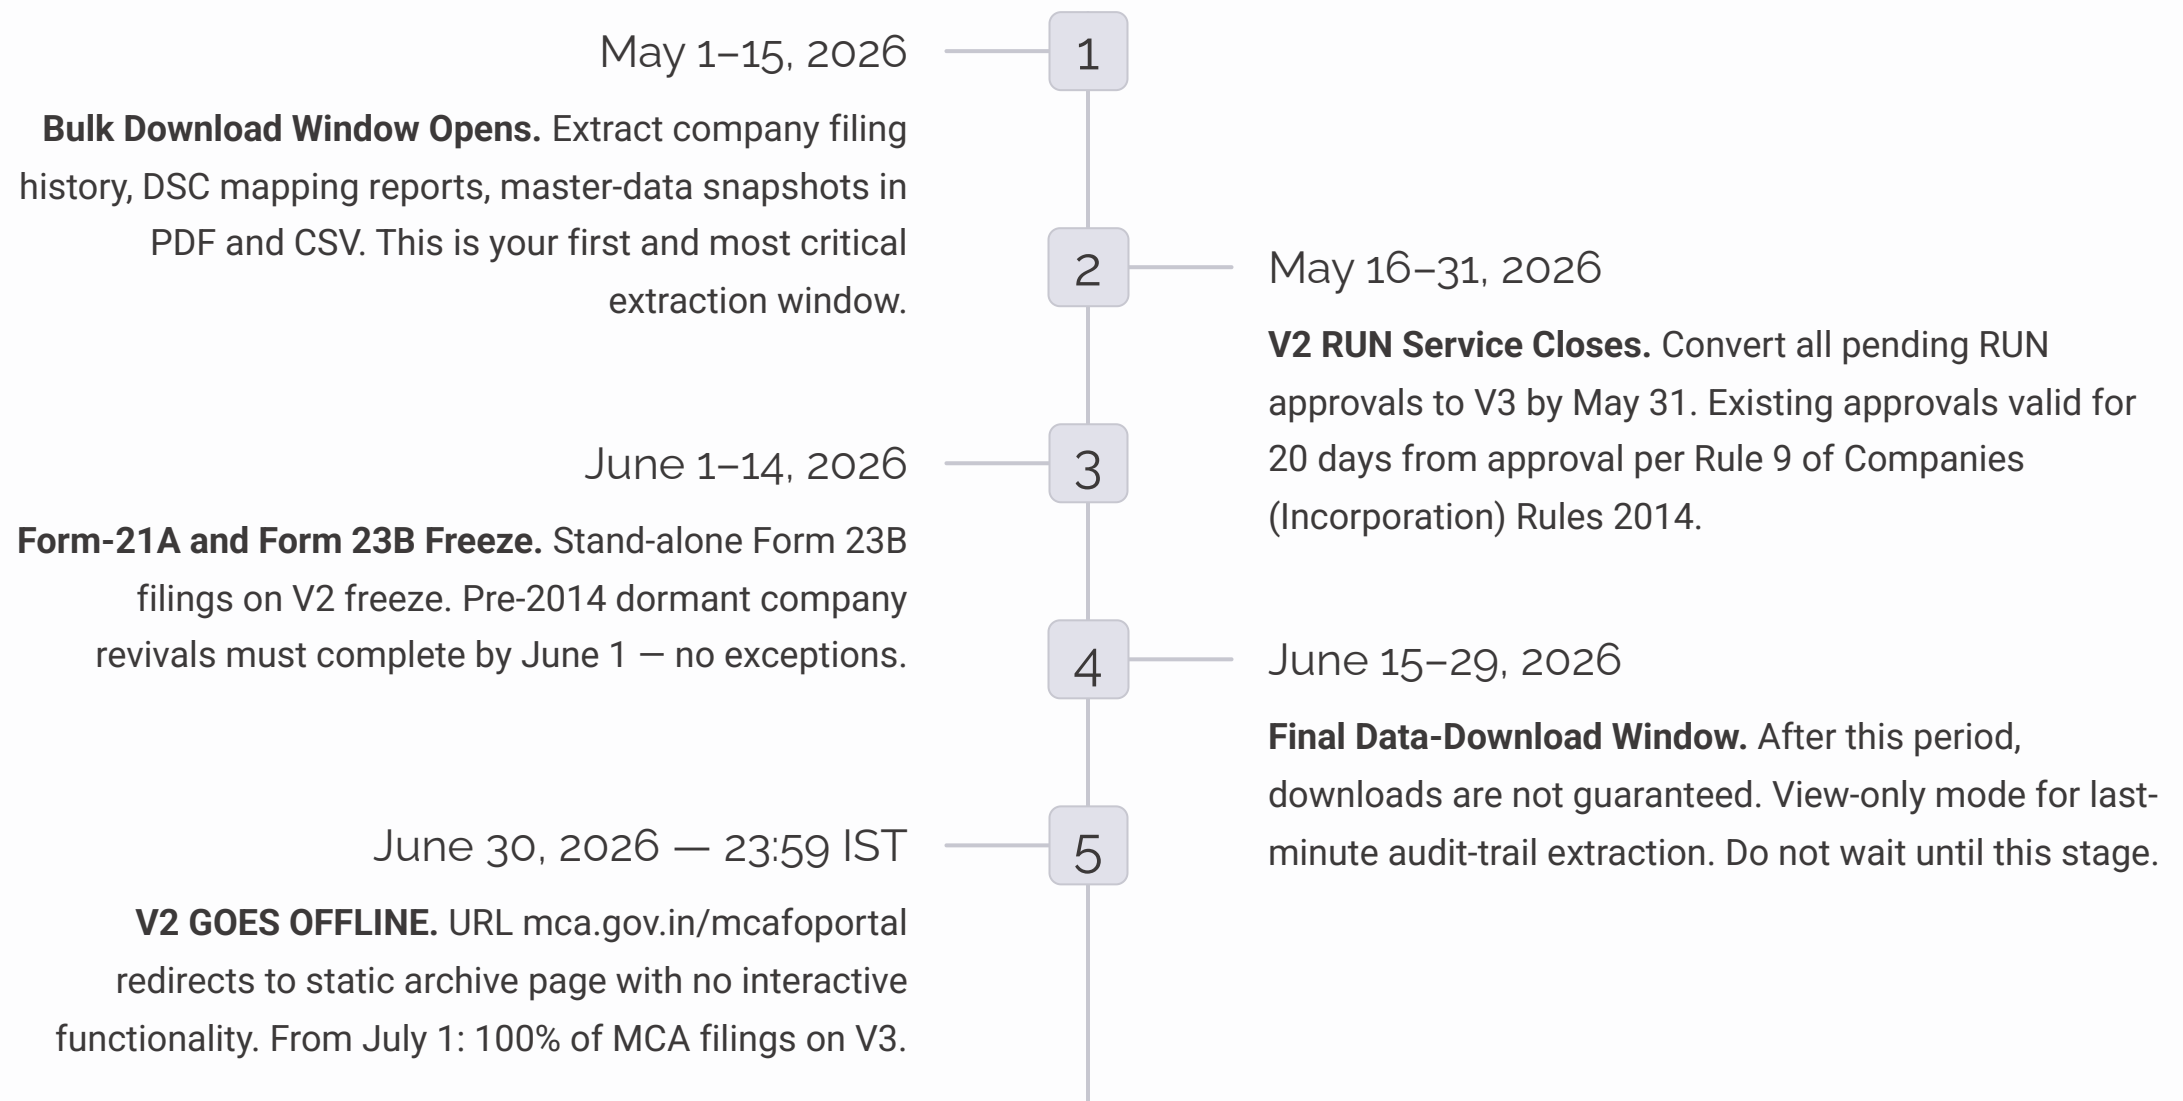 May 1–15, 2026
1
Bulk Download Window Opens. Extract company filing
history, DSC mapping reports, master-data snapshots in
PDF and CSV. This is your first and most critical
extraction window.
2
May 16–31, 2026
V2 RUN Service Closes. Convert all pending RUN
approvals to V3 by May 31. Existing approvals valid for
20 days from approval per Rule 9 of Companies
(Incorporation) Rules 2014.
June 1–14, 2026
3
Form-21A and Form 23B Freeze. Stand-alone Form 23B
filings on V2 freeze. Pre-2014 dormant company
revivals must complete by June 1 — no exceptions.
4
June 15–29, 2026
Final Data-Download Window. After this period,
downloads are not guaranteed. View-only mode for last-
minute audit-trail extraction. Do not wait until this stage.
June 30, 2026 — 23:59 IST
5
V2 GOES OFFLINE. URL mca.gov.in/mcafoportal
redirects to static archive page with no interactive
functionality. From July 1: 100% of MCA filings on V3.